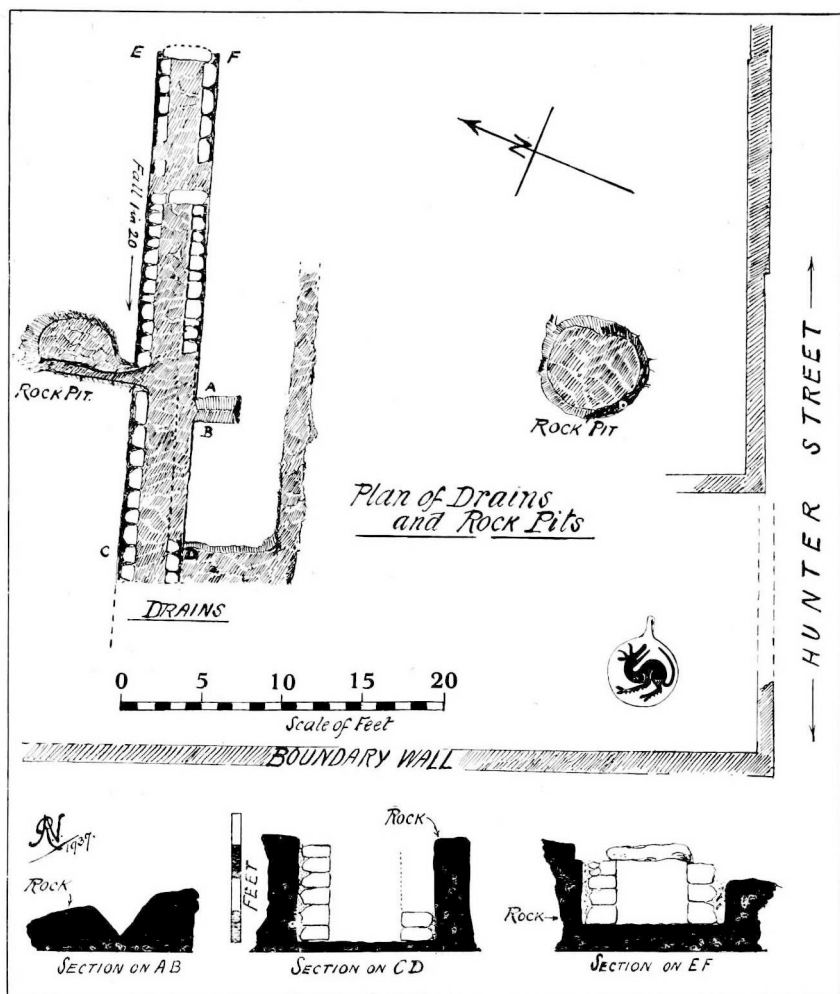 E F
N
Fall 1 in 20
HUNTER STREET
ROCK PIT.
A
B
ROCK PIT
Plan of Drains
and Rock Pits
C D
DRAINS
0 5 10 15 20
Scale of Feet
BOUNDARY WALL
1937.
ROCK
FEET
ROCK
ROCK
SECTION ON AB
SECTION ON CD
SECTION ON EF